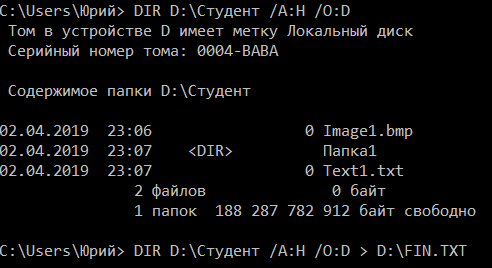 C:\Users\Юрий> DIR D:\Студент /A:H /O:D
Том в устройстве D имеет метку Локальный диск
Серийный номер тома: 0004-BABA
Содержимое папки D:\Студент
02.04.2019  23:06                 0 Image1.bmp
02.04.2019  23:07    <DIR>          Папка1
02.04.2019  23:07                 0 Text1.txt
2 файлов              0 байт
1 папок  188 287 782 912 байт свободно
C:\Users\Юрий> DIR D:\Студент /A:H /O:D > D:\FIN.TXT